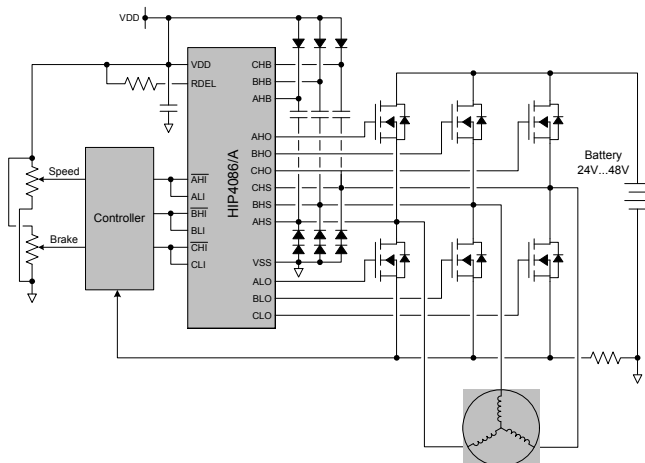 VDD
VDD
RDEL
CHB
BHB
AHB
AHO
BHO
CHO
CHS
BHS
AHS
VSS
ALO
BLO
CLO
HIP4086/A
AHI
ALI
BHI
BLI
CHI
CLI
Speed
Controller
Brake
Battery
24V...48V